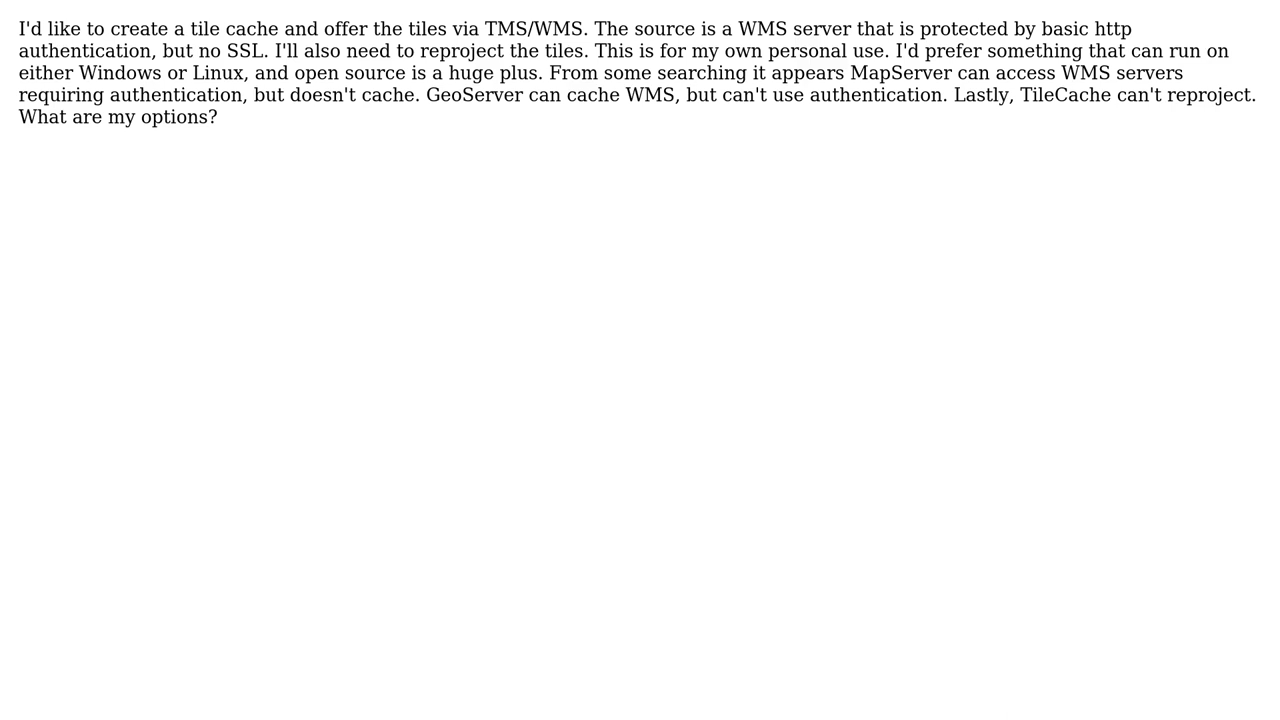 I'd like to create a tile cache and offer the tiles via TMS/WMS. The source is a WMS server that is protected by basic http
authentication, but no SSL. I'll also need to reproject the tiles. This is for my own personal use. I'd prefer something that can run on
either Windows or Linux, and open source is a huge plus. From some searching it appears MapServer can access WMS servers
requiring authentication, but doesn't cache. GeoServer can cache WMS, but can't use authentication. Lastly, TileCache can't reproject.
What are my options?